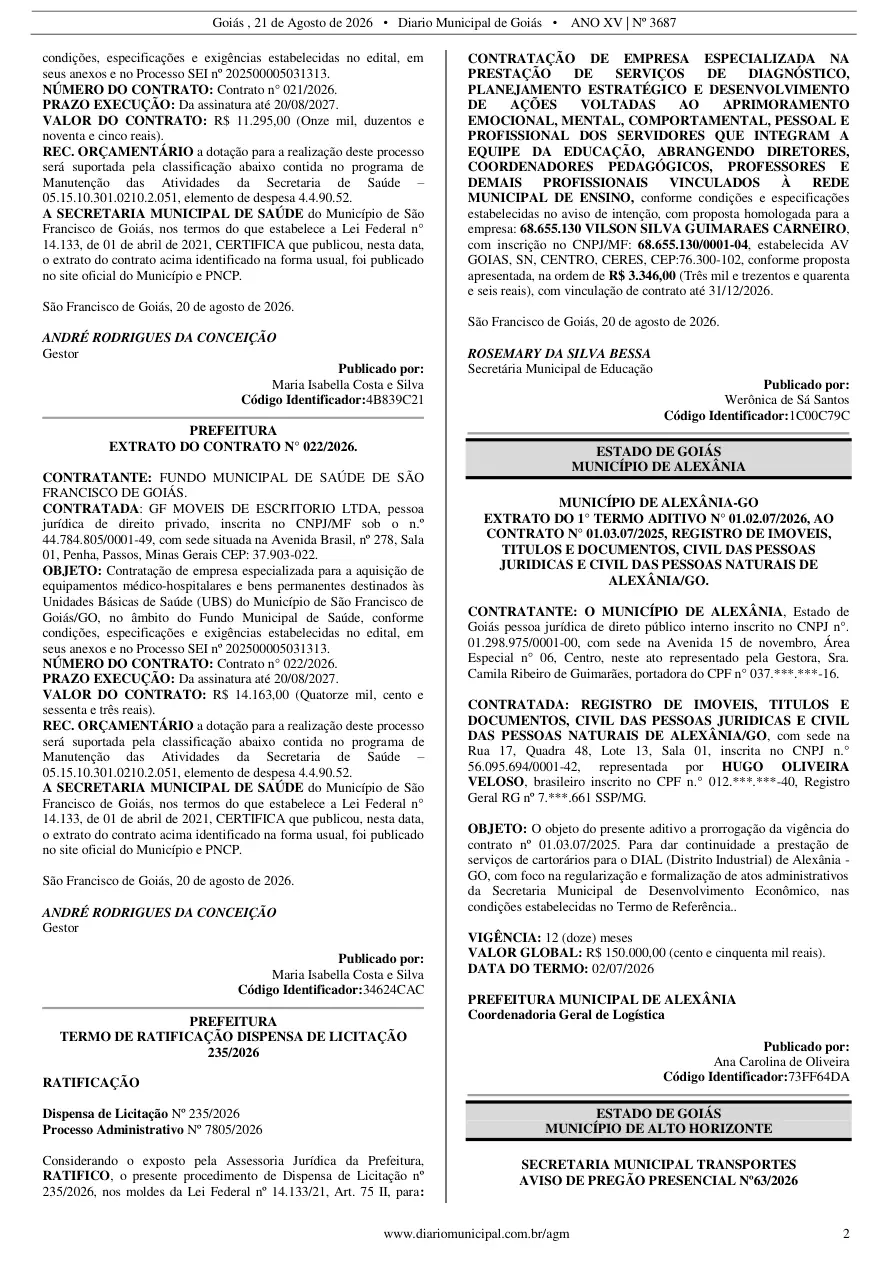 Goiás , 21 de Agosto de 2026 • Diario Municipal de Goiás • ANO XV | Nº 3687
condições, especificações e exigências estabelecidas no edital, em
seus anexos e no Processo SEI nº 202500005031313.
NÚMERO DO CONTRATO: Contrato n° 021/2026.
PRAZO EXECUÇÃO: Da assinatura até 20/08/2027.
VALOR DO CONTRATO: R$ 11.295,00 (Onze mil, duzentos e
noventa e cinco reais).
REC. ORÇAMENTÁRIO a dotação para a realização deste processo
será suportada pela classificação abaixo contida no programa de
Manutenção das Atividades da Secretaria de Saúde –
05.15.10.301.0210.2.051, elemento de despesa 4.4.90.52.
A SECRETARIA MUNICIPAL DE SAÚDE do Município de São
Francisco de Goiás, nos termos do que estabelece a Lei Federal n°
14.133, de 01 de abril de 2021, CERTIFICA que publicou, nesta data,
o extrato do contrato acima identificado na forma usual, foi publicado
no site oficial do Município e PNCP.
São Francisco de Goiás, 20 de agosto de 2026.
ANDRÉ RODRIGUES DA CONCEIÇÃO
Gestor
Publicado por:
Maria Isabella Costa e Silva
Código Identificador:4B839C21
PREFEITURA
EXTRATO DO CONTRATO N° 022/2026.
CONTRATANTE: FUNDO MUNICIPAL DE SAÚDE DE SÃO
FRANCISCO DE GOIÁS.
CONTRATADA: GF MOVEIS DE ESCRITORIO LTDA, pessoa
jurídica de direito privado, inscrita no CNPJ/MF sob o n.º
44.784.805/0001-49, com sede situada na Avenida Brasil, nº 278, Sala
01, Penha, Passos, Minas Gerais CEP: 37.903-022.
OBJETO: Contratação de empresa especializada para a aquisição de
equipamentos médico-hospitalares e bens permanentes destinados às
Unidades Básicas de Saúde (UBS) do Município de São Francisco de
Goiás/GO, no âmbito do Fundo Municipal de Saúde, conforme
condições, especificações e exigências estabelecidas no edital, em
seus anexos e no Processo SEI nº 202500005031313.
NÚMERO DO CONTRATO: Contrato n° 022/2026.
PRAZO EXECUÇÃO: Da assinatura até 20/08/2027.
VALOR DO CONTRATO: R$ 14.163,00 (Quatorze mil, cento e
sessenta e três reais).
REC. ORÇAMENTÁRIO a dotação para a realização deste processo
será suportada pela classificação abaixo contida no programa de
Manutenção das Atividades da Secretaria de Saúde –
05.15.10.301.0210.2.051, elemento de despesa 4.4.90.52.
A SECRETARIA MUNICIPAL DE SAÚDE do Município de São
Francisco de Goiás, nos termos do que estabelece a Lei Federal n°
14.133, de 01 de abril de 2021, CERTIFICA que publicou, nesta data,
o extrato do contrato acima identificado na forma usual, foi publicado
no site oficial do Município e PNCP.
São Francisco de Goiás, 20 de agosto de 2026.
ANDRÉ RODRIGUES DA CONCEIÇÃO
Gestor
Publicado por:
Maria Isabella Costa e Silva
Código Identificador:34624CAC
PREFEITURA
TERMO DE RATIFICAÇÃO DISPENSA DE LICITAÇÃO
235/2026
RATIFICAÇÃO
Dispensa de Licitação Nº 235/2026
Processo Administrativo Nº 7805/2026
Considerando o exposto pela Assessoria Jurídica da Prefeitura,
RATIFICO, o presente procedimento de Dispensa de Licitação nº
235/2026, nos moldes da Lei Federal nº 14.133/21, Art. 75 II, para:
CONTRATAÇÃO DE EMPRESA ESPECIALIZADA NA
PRESTAÇÃO DE SERVIÇOS DE DIAGNÓSTICO,
PLANEJAMENTO ESTRATÉGICO E DESENVOLVIMENTO
DE AÇÕES VOLTADAS AO APRIMORAMENTO
EMOCIONAL, MENTAL, COMPORTAMENTAL, PESSOAL E
PROFISSIONAL DOS SERVIDORES QUE INTEGRAM A
EQUIPE DA EDUCAÇÃO, ABRANGENDO DIRETORES,
COORDENADORES PEDAGÓGICOS, PROFESSORES E
DEMAIS PROFISSIONAIS VINCULADOS À REDE
MUNICIPAL DE ENSINO, conforme condições e especificações
estabelecidas no aviso de intenção, com proposta homologada para a
empresa: 68.655.130 VILSON SILVA GUIMARAES CARNEIRO,
com inscrição no CNPJ/MF: 68.655.130/0001-04, estabelecida AV
GOIAS, SN, CENTRO, CERES, CEP:76.300-102, conforme proposta
apresentada, na ordem de R$ 3.346,00 (Três mil e trezentos e quarenta
e seis reais), com vinculação de contrato até 31/12/2026.
São Francisco de Goiás, 20 de agosto de 2026.
ROSEMARY DA SILVA BESSA
Secretária Municipal de Educação
Publicado por:
Werônica de Sá Santos
Código Identificador:1C00C79C
ESTADO DE GOIÁS
MUNICÍPIO DE ALEXÂNIA
MUNICÍPIO DE ALEXÂNIA-GO
EXTRATO DO 1° TERMO ADITIVO N° 01.02.07/2026, AO
CONTRATO N° 01.03.07/2025, REGISTRO DE IMOVEIS,
TITULOS E DOCUMENTOS, CIVIL DAS PESSOAS
JURIDICAS E CIVIL DAS PESSOAS NATURAIS DE
ALEXÂNIA/GO.
CONTRATANTE: O MUNICÍPIO DE ALEXÂNIA, Estado de
Goiás pessoa jurídica de direto público interno inscrito no CNPJ n°.
01.298.975/0001-00, com sede na Avenida 15 de novembro, Área
Especial n° 06, Centro, neste ato representado pela Gestora, Sra.
Camila Ribeiro de Guimarães, portadora do CPF n° 037.***.***-16.
CONTRATADA: REGISTRO DE IMOVEIS, TITULOS E
DOCUMENTOS, CIVIL DAS PESSOAS JURIDICAS E CIVIL
DAS PESSOAS NATURAIS DE ALEXÂNIA/GO, com sede na
Rua 17, Quadra 48, Lote 13, Sala 01, inscrita no CNPJ n.°
56.095.694/0001-42, representada por HUGO OLIVEIRA
VELOSO, brasileiro inscrito no CPF n.° 012.***.***-40, Registro
Geral RG nº 7.***.661 SSP/MG.
OBJETO: O objeto do presente aditivo a prorrogação da vigência do
contrato nº 01.03.07/2025. Para dar continuidade a prestação de
serviços de cartorários para o DIAL (Distrito Industrial) de Alexânia -
GO, com foco na regularização e formalização de atos administrativos
da Secretaria Municipal de Desenvolvimento Econômico, nas
condições estabelecidas no Termo de Referência..
VIGÊNCIA: 12 (doze) meses
VALOR GLOBAL: R$ 150.000,00 (cento e cinquenta mil reais).
DATA DO TERMO: 02/07/2026
PREFEITURA MUNICIPAL DE ALEXÂNIA
Coordenadoria Geral de Logística
Publicado por:
Ana Carolina de Oliveira
Código Identificador:73FF64DA
ESTADO DE GOIÁS
MUNICÍPIO DE ALTO HORIZONTE
SECRETARIA MUNICIPAL TRANSPORTES
AVISO DE PREGÃO PRESENCIAL Nº63/2026
www.diariomunicipal.com.br/agm 2